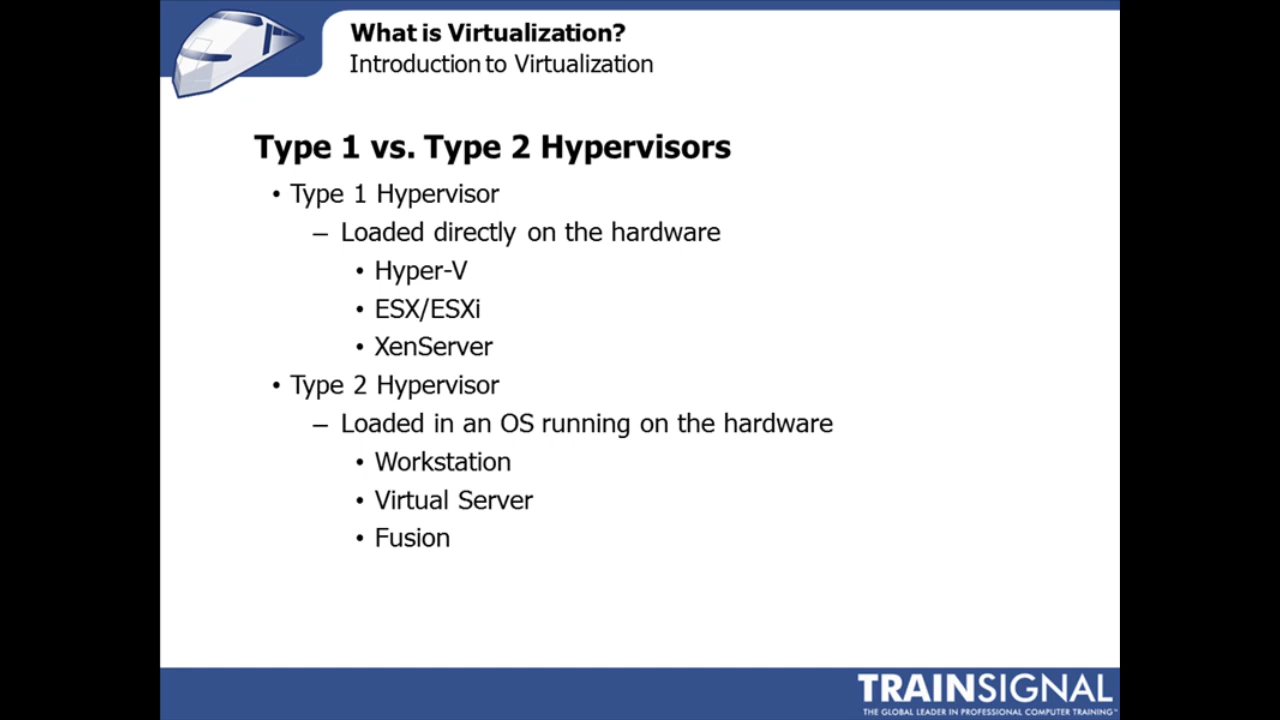 What is Virtualization?
Introduction to Virtualization
Type 1 vs. Type 2 Hypervisors
• Type 1 Hypervisor
– Loaded directly on the hardware
• Hyper-V
• ESX/ESXi
• XenServer
• Type 2 Hypervisor
– Loaded in an OS running on the hardware
• Workstation
• Virtual Server
• Fusion
TRAINSIGNAL
THE GLOBAL LEADER IN PROFESSIONAL COMPUTER TRAINING™